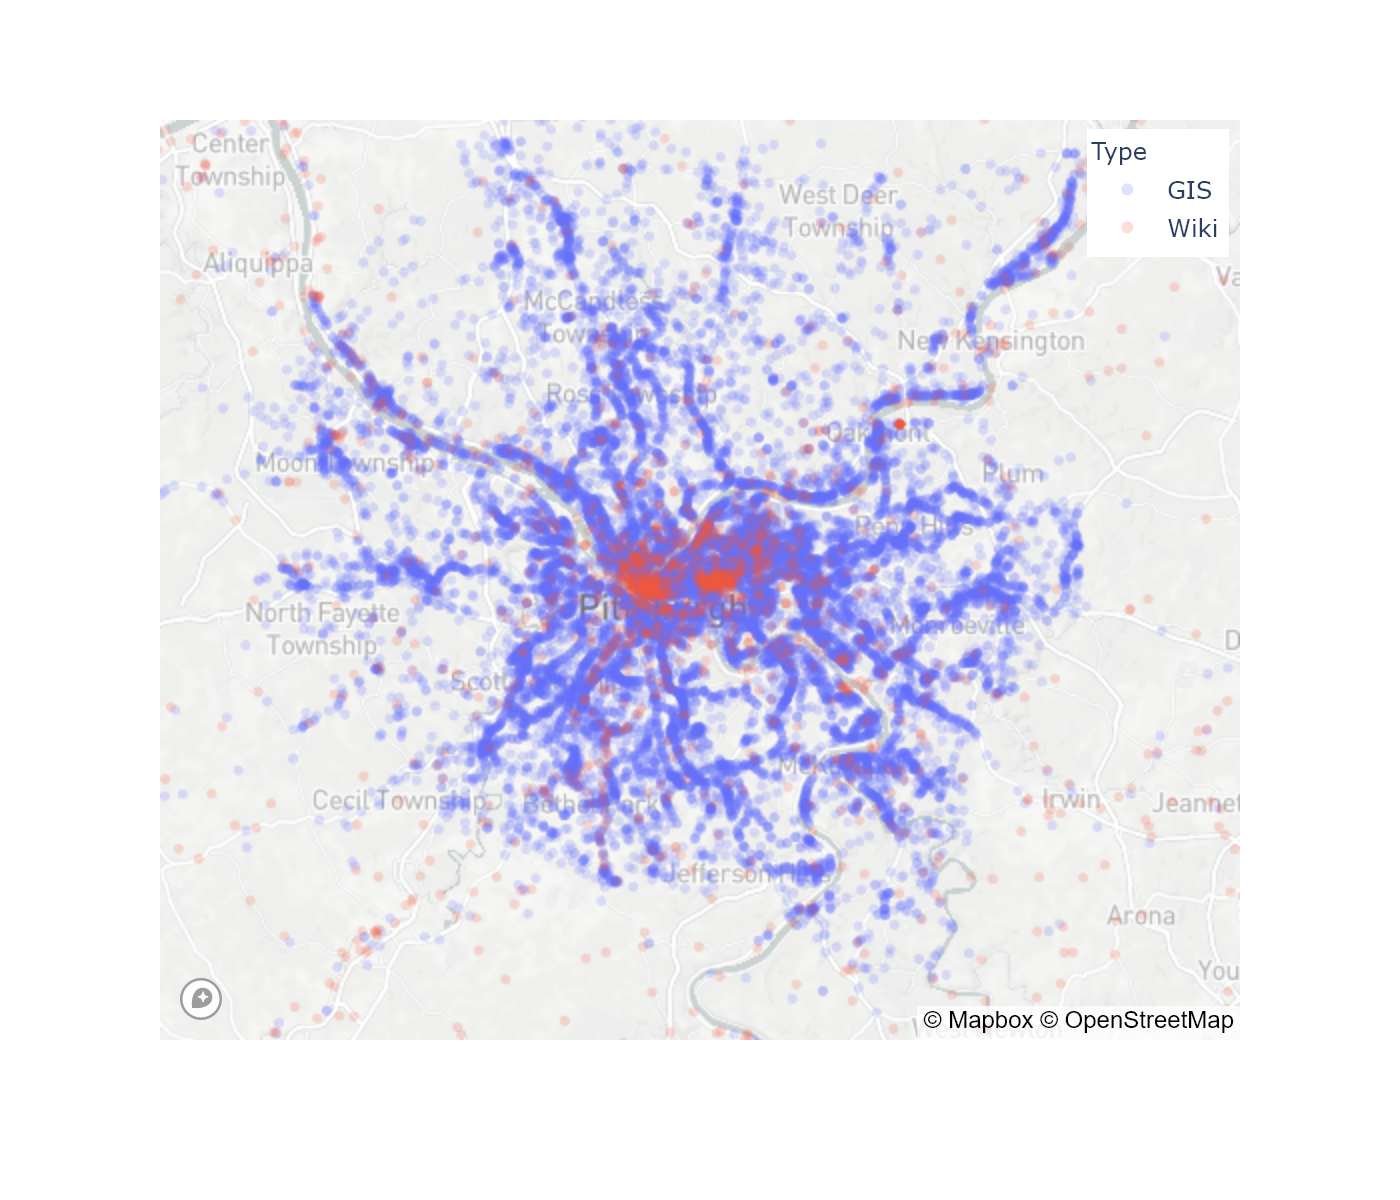 Center
Township
Type
GIS
Wiki
West Deer
Township
Aliquippa
Va
McCandless
Township
New Kensington
Ross Township
Oakmont
Moon Township
Plum
Penn Hills
Pittsburgh
North Fayette
Township
Monroeville
D
Scott
McKeesport
Cecil Township
Bethel Park
Irwin
Jeannet
Jefferson Hills
Arona
You
© Mapbox © OpenStreetMap